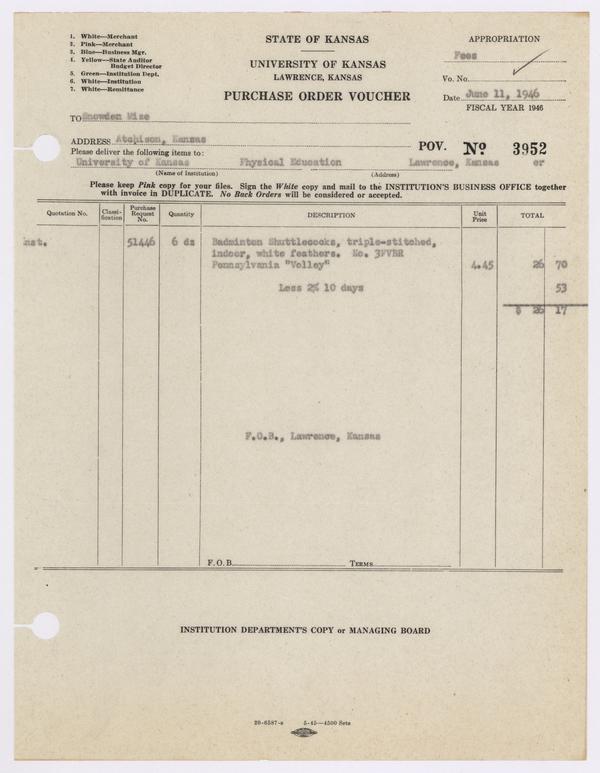 1. White—Merchant
2. Pink—Merchant
3. Blue—Business Mgr.
4. Yellow—State Auditor
Budget Director
5. Green—Institution Dept.
6. White—Institution
7. White—Remittance
STATE OF KANSAS
UNIVERSITY OF KANSAS
LAWRENCE, KANSAS
PURCHASE ORDER VOUCHER
APPROPRIATION
Fees
Vo. No.
Date June 11, 1946
FISCAL YEAR 1946
TO Snowden Mize
ADDRESS Atchison, Kansas
POV. No 3952
Please deliver the following items to:
University of Kansas Physical Education Lawrence, Kansas er
(Name of Institution) (Address)
Please keep Pink copy for your files. Sign the White copy and mail to the INSTITUTION'S BUSINESS OFFICE together
with invoice in DUPLICATE. No Back Orders will be considered or accepted.
Quotation No. Classi-fication Purchase Request No. Quantity DESCRIPTION Unit Price TOTAL
Inst. 51446 6 dz Badminton Shuttlecocks, triple-stitched,
indoor, white feathers. No. 3VVBR
Pennsylvania "Volley" 4.45 26 70
Less 2% 10 days 53
$ 26 17
F.O.B., Lawrence, Kansas
F. O. B. TERMS
INSTITUTION DEPARTMENT'S COPY or MANAGING BOARD
20-6587-s 5-45—4500 Sets